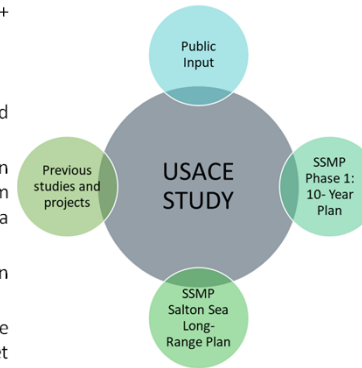 +
Public
Input
d
USACE
STUDY
Previous
studies and
projects
n
n
a
SSMP
Phase 1:
10- Year
Plan
n
SSMP
Salton Sea
Long-
Range Plan
e
et